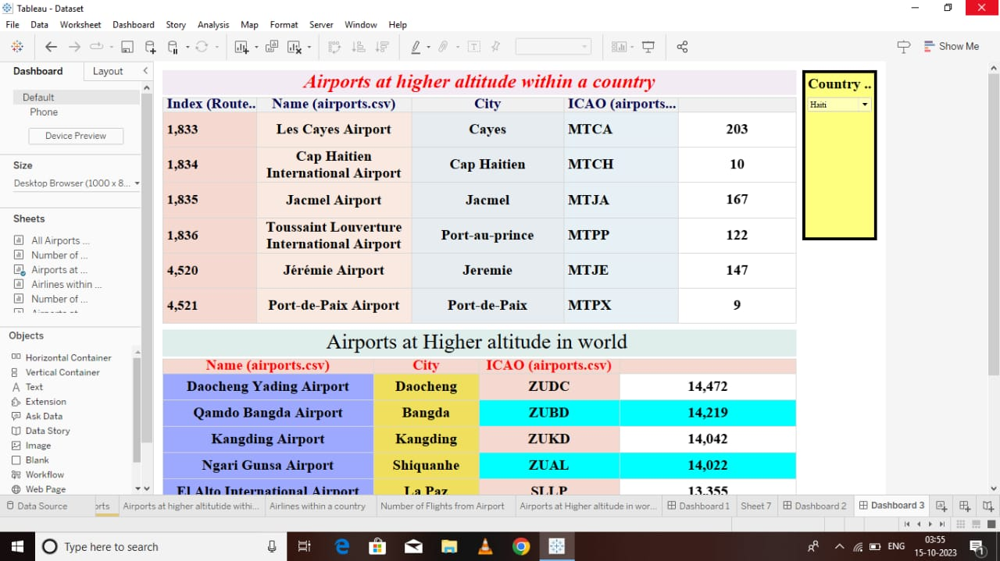 Tableau - Dataset
File Data Worksheet Dashboard Story Analysis Map Format Server Window Help
Show Me
Dashboard Layout
Default
Phone
Device Preview
Size
Desktop Browser (1000 x 8...
Sheets
All Airports ...
Number of ...
Airports at ...
Airlines within ...
Number of ...
Airports at
Objects
Horizontal Container
Vertical Container
Text
Extension
Ask Data
Data Story
Image
Blank
Workflow
Web Page
Airports at higher altitude within a country
Index (Route.. Name (airports.csv) City ICAO (airports...
1,833 Les Cayes Airport Cayes MTCA 203
1,834 Cap Haitien International Airport Cap Haitien MTCH 10
1,835 Jacmel Airport Jacmel MTJA 167
1,836 Toussaint Louverture International Airport Port-au-prince MTPP 122
4,520 Jérémie Airport Jeremie MTJE 147
4,521 Port-de-Paix Airport Port-de-Paix MTPX 9
Country ..
Haiti
Airports at Higher altitude in world
Name (airports.csv) City ICAO (airports.csv)
Daocheng Yading Airport Daocheng ZUDC 14,472
Qamdo Bangda Airport Bangda ZUBD 14,219
Kangding Airport Kangding ZUKD 14,042
Ngari Gunsa Airport Shiquanhe ZUAL 14,022
El Alto International Airport La Paz SLLP 13,355
Data Source orts Airports at higher altitutide withi... Airlines within a country Number of Flights from Airport Airports at Higher altitude in wor... Dashboard 1 Sheet 7 Dashboard 2 Dashboard 3
Type here to search
ENG
03:55
15-10-2023
1